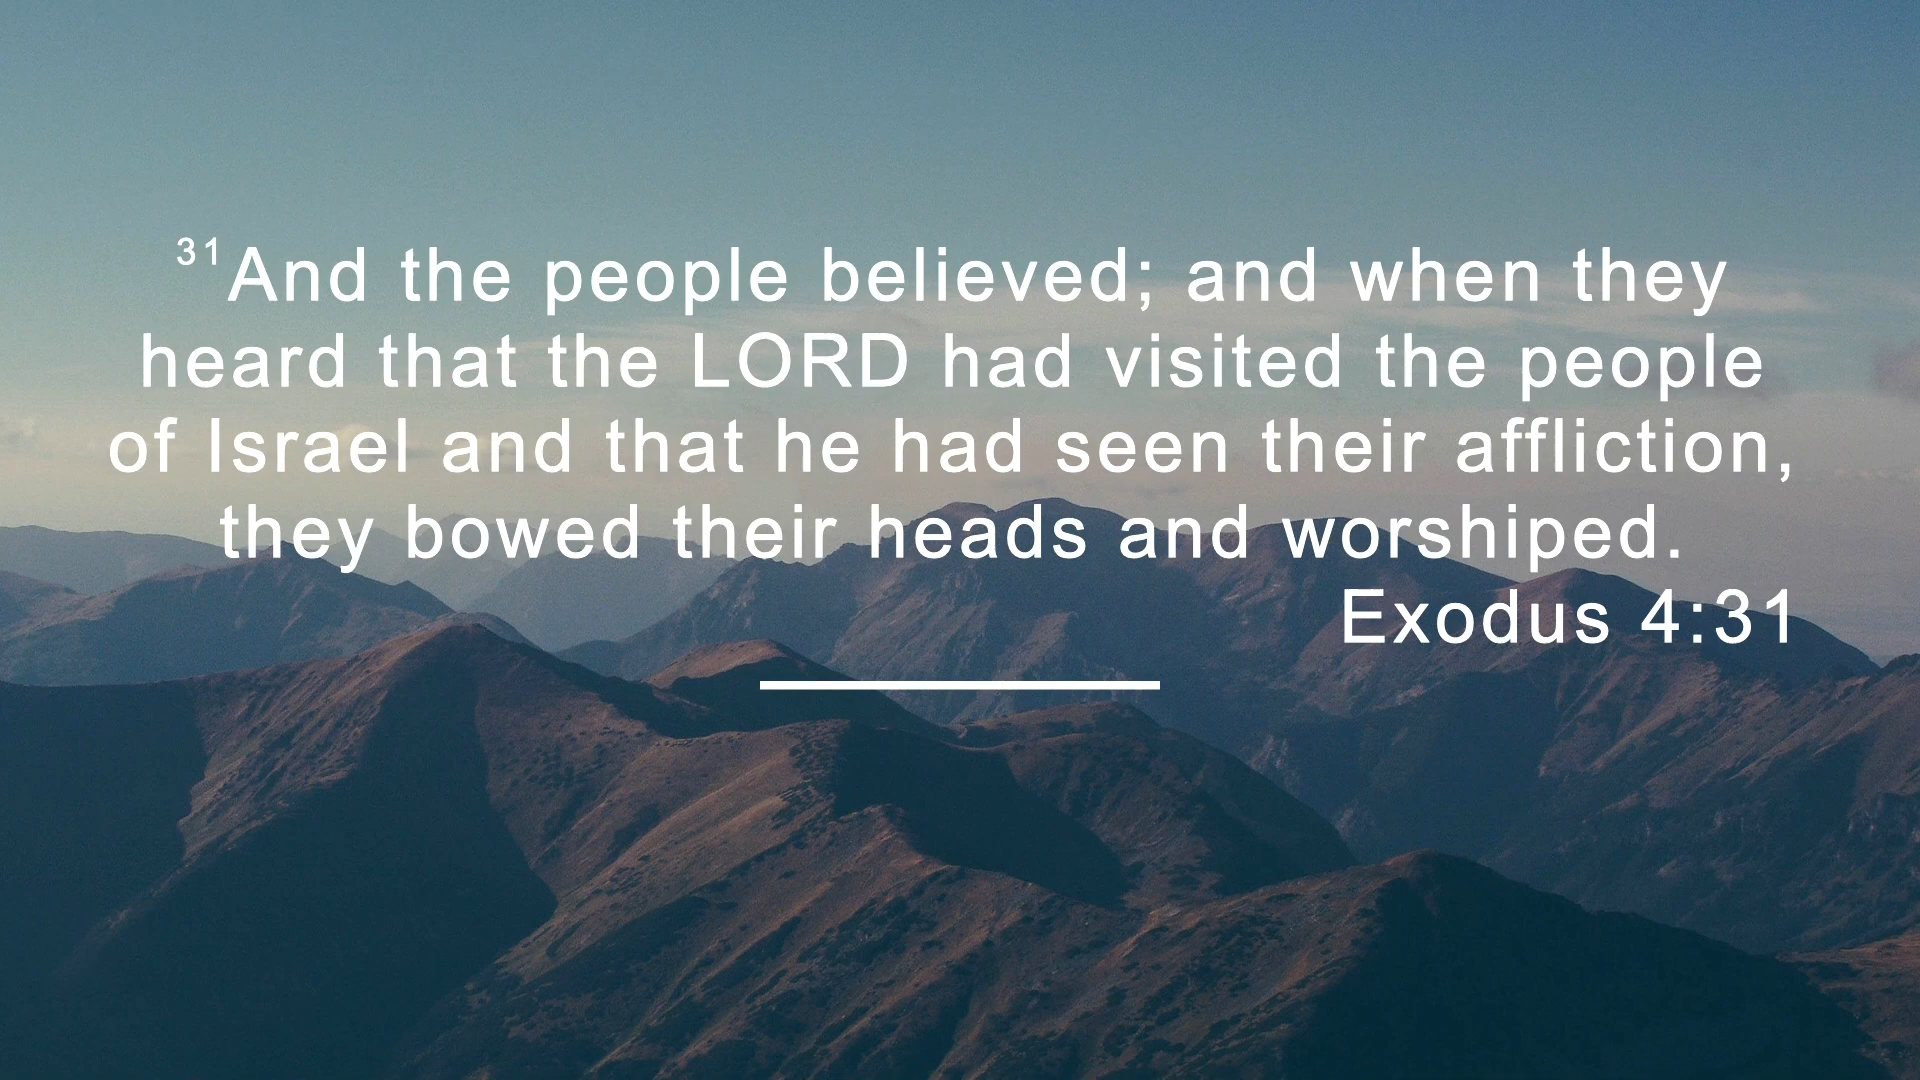 31And the people believed; and when they
heard that the LORD had visited the people
of Israel and that he had seen their affliction,
they bowed their heads and worshiped.
Exodus 4:31